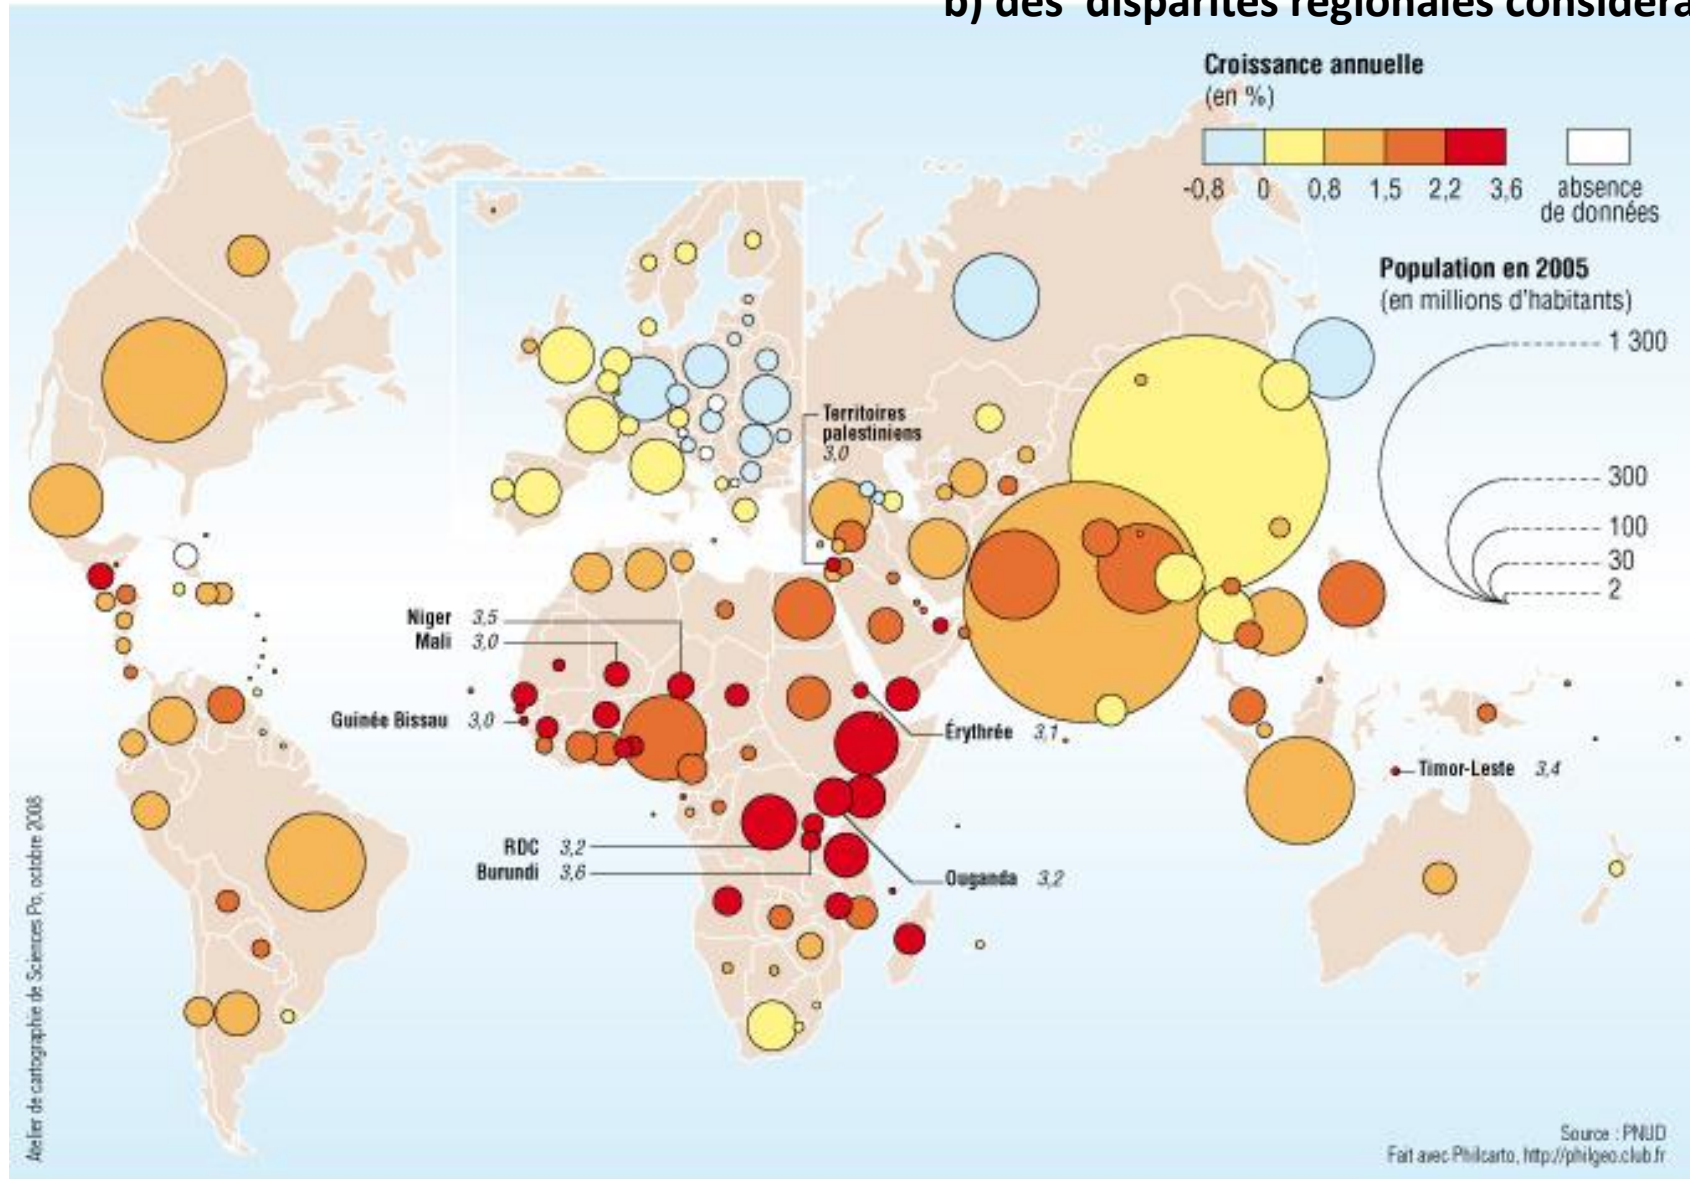 b) des disparités régionales considéra
Croissance annuelle
(en %)
-0,8 0 0,8 1,5 2,2 3,6
absence
de données
Population en 2005
(en millions d'habitants)
1 300
300
100
30
2
Territoires
palestiniens
3,0
Niger 3,5
Mali 3,0
Guinée Bissau 3,0
Érythrée 3,1
Timor-Leste 3,4
RDC 3,2
Burundi 3,6
Ouganda 3,2
Atelier de cartographie de Sciences Po, octobre 2008
Source : PNUD
Fait avec Philcarto, http://philgeo.club.fr